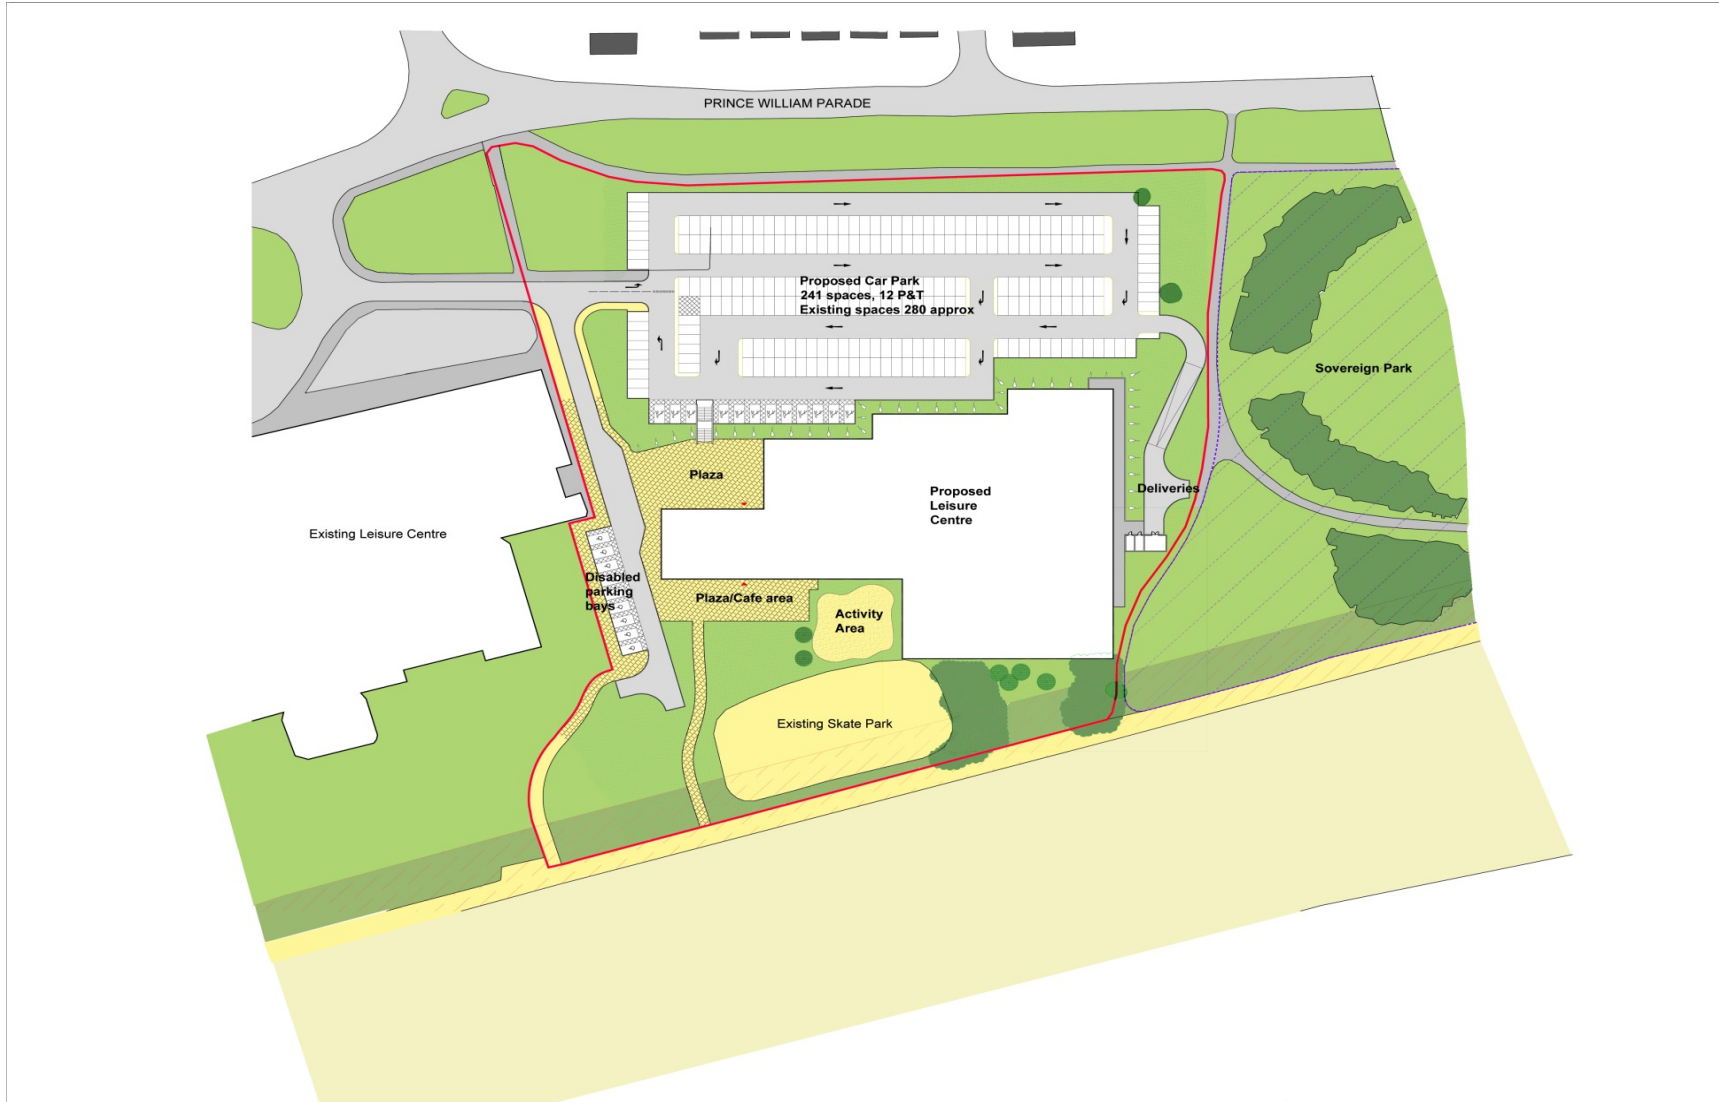 PRINCE WILLIAM PARADE
Proposed Car Park
241 spaces, 12 P&T
Existing spaces 280 approx
Sovereign Park
Plaza
Deliveries
Proposed
Leisure
Centre
Existing Leisure Centre
Disabled
parking
bays
Plaza/Cafe area
Activity
Area
Existing Skate Park